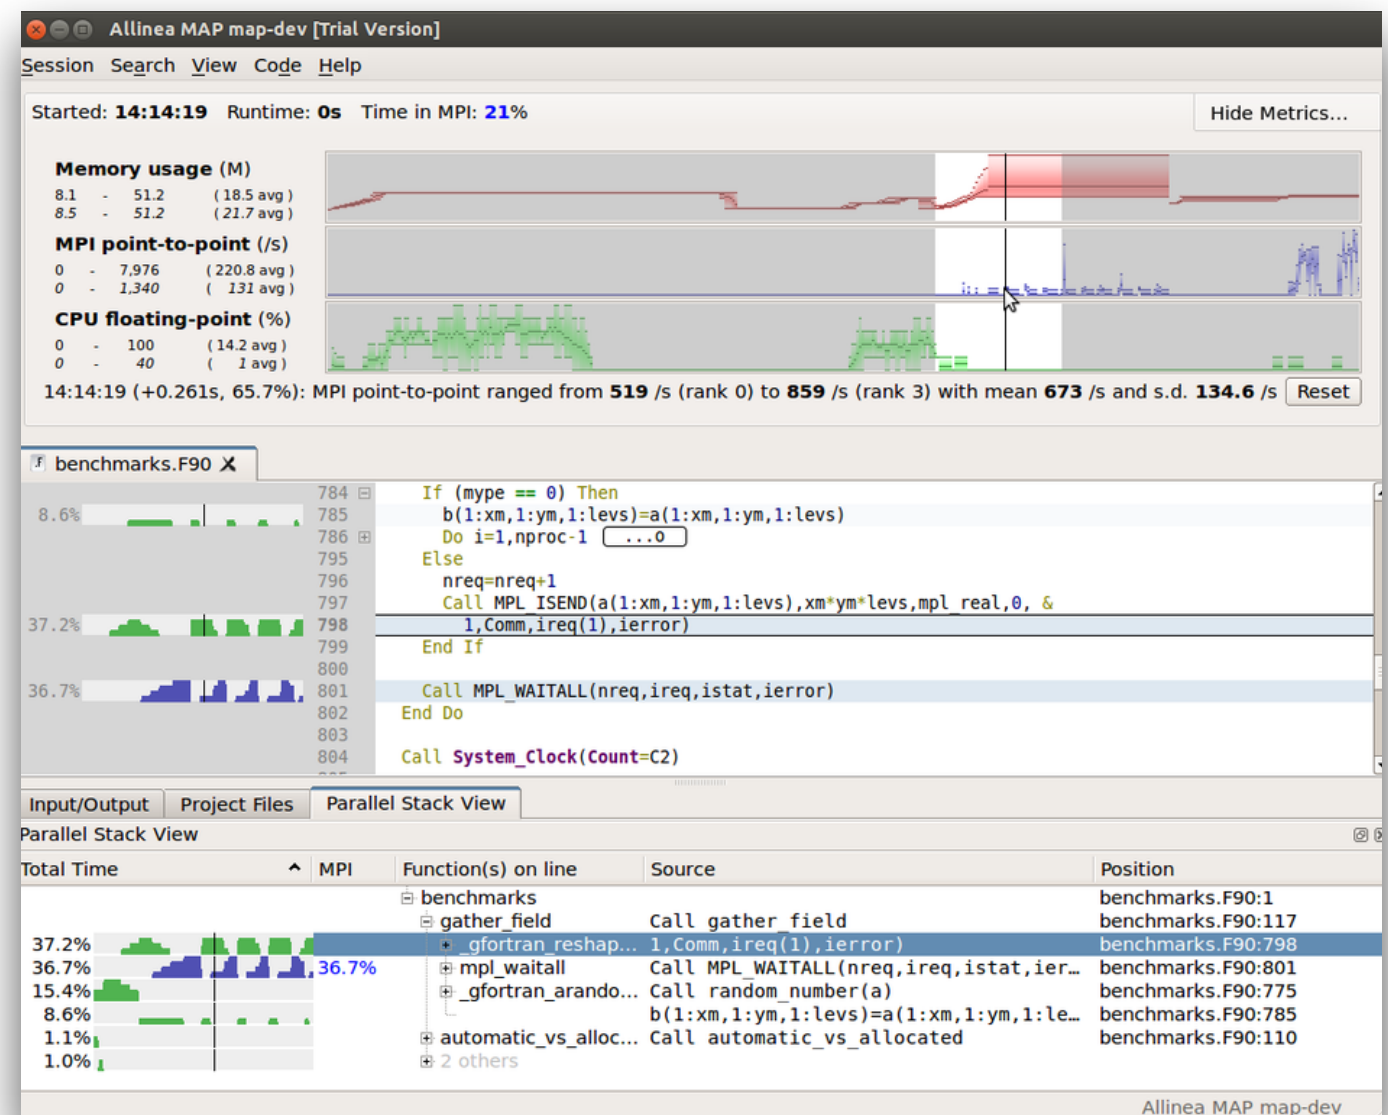 Allinea MAP map-dev [Trial Version]
Session Search View Code Help
Started: 14:14:19 Runtime: 0s Time in MPI: 21%
Hide Metrics...
Memory usage (M)
8.1 - 51.2 ( 18.5 avg )
8.5 - 51.2 ( 21.7 avg )
MPI point-to-point (/s)
0 - 7,976 ( 220.8 avg )
0 - 1,340 ( 131 avg )
CPU floating-point (%)
0 - 100 ( 14.2 avg )
0 - 40 ( 1 avg )
14:14:19 (+0.261s, 65.7%): MPI point-to-point ranged from 519 /s (rank 0) to 859 /s (rank 3) with mean 673 /s and s.d. 134.6 /s Reset
benchmarks.F90
784 If (mype == 0) Then
8.6% 785 b(1:xm,1:ym,1:levs)=a(1:xm,1:ym,1:levs)
786 Do i=1,nproc-1 ...o
795 Else
796 nreq=nreq+1
797 Call MPL_ISEND(a(1:xm,1:ym,1:levs),xm*ym*levs,mpl_real,0, &
37.2% 798 1,Comm,ireq(1),ierror)
799 End If
800
36.7% 801 Call MPL_WAITALL(nreq,ireq,istat,ierror)
802 End Do
803
804 Call System_Clock(Count=C2)
Input/Output Project Files Parallel Stack View
Parallel Stack View
Total Time MPI Function(s) on line Source Position
benchmarks benchmarks.F90:1
gather_field Call gather_field benchmarks.F90:117
37.2% _gfortran_reshap... 1,Comm,ireq(1),ierror) benchmarks.F90:798
36.7% 36.7% mpl_waitall Call MPL_WAITALL(nreq,ireq,istat,ier... benchmarks.F90:801
15.4% _gfortran_arando... Call random_number(a) benchmarks.F90:775
8.6% b(1:xm,1:ym,1:levs)=a(1:xm,1:ym,1:le... benchmarks.F90:785
1.1% automatic_vs_alloc... Call automatic_vs_allocated benchmarks.F90:110
1.0% 2 others
Allinea MAP map-dev